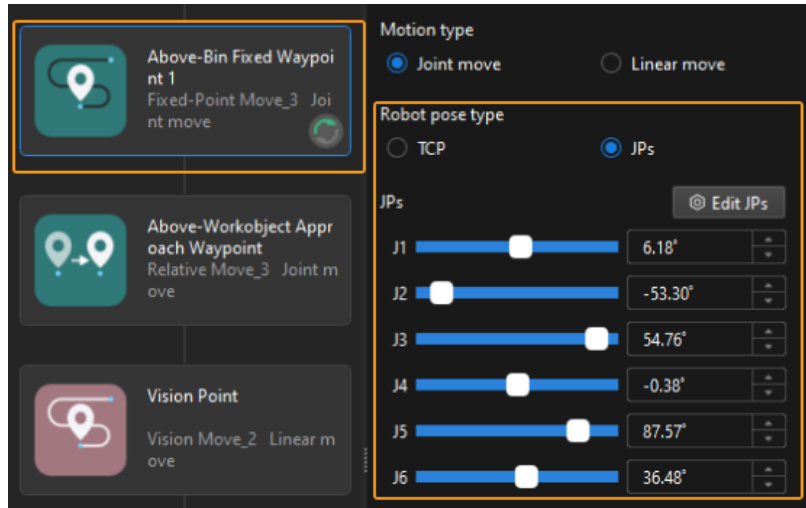 Above-Bin Fixed Waypoi
nt 1
Fixed-Point Move_3 Joi
nt move
Above-Workobject Appr
oach Waypoint
Relative Move_3 Joint m
ove
Vision Point
Vision Move_2 Linear m
ove
Motion type
Joint move
Linear move
Robot pose type
TCP
JPs
JPs
Edit JPs
J1 6.18°
J2 -53.30°
J3 54.76°
J4 -0.38°
J5 87.57°
J6 36.48°